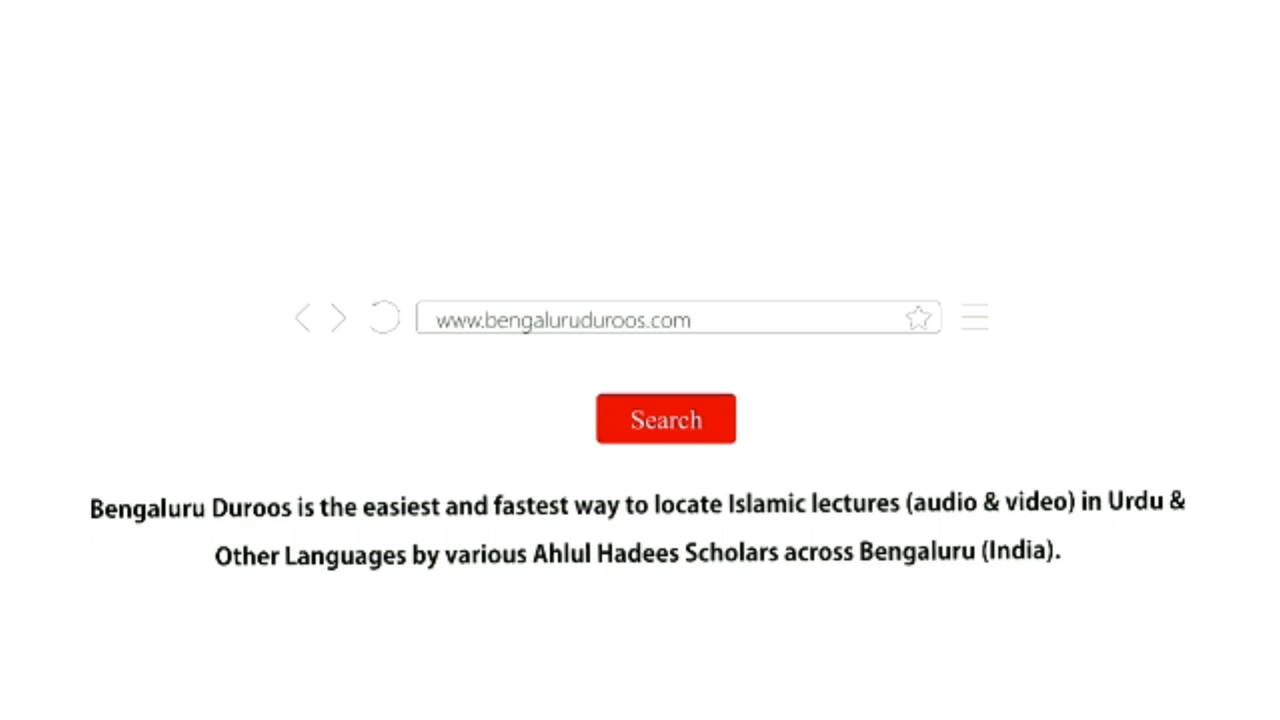 www.bengaluruduroos.com
Search
Bengaluru Duroos is the easiest and fastest way to locate Islamic lectures (audio & video) in Urdu &
Other Languages by various Ahlul Hadees Scholars across Bengaluru (India).